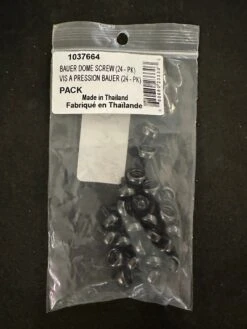 1037664
BAUER DOME SCREW (24 - PK)
VIS A PRESSION BAUER (24 - PK)
PACK
Made in Thailand
Fabriqué en Thaïlande